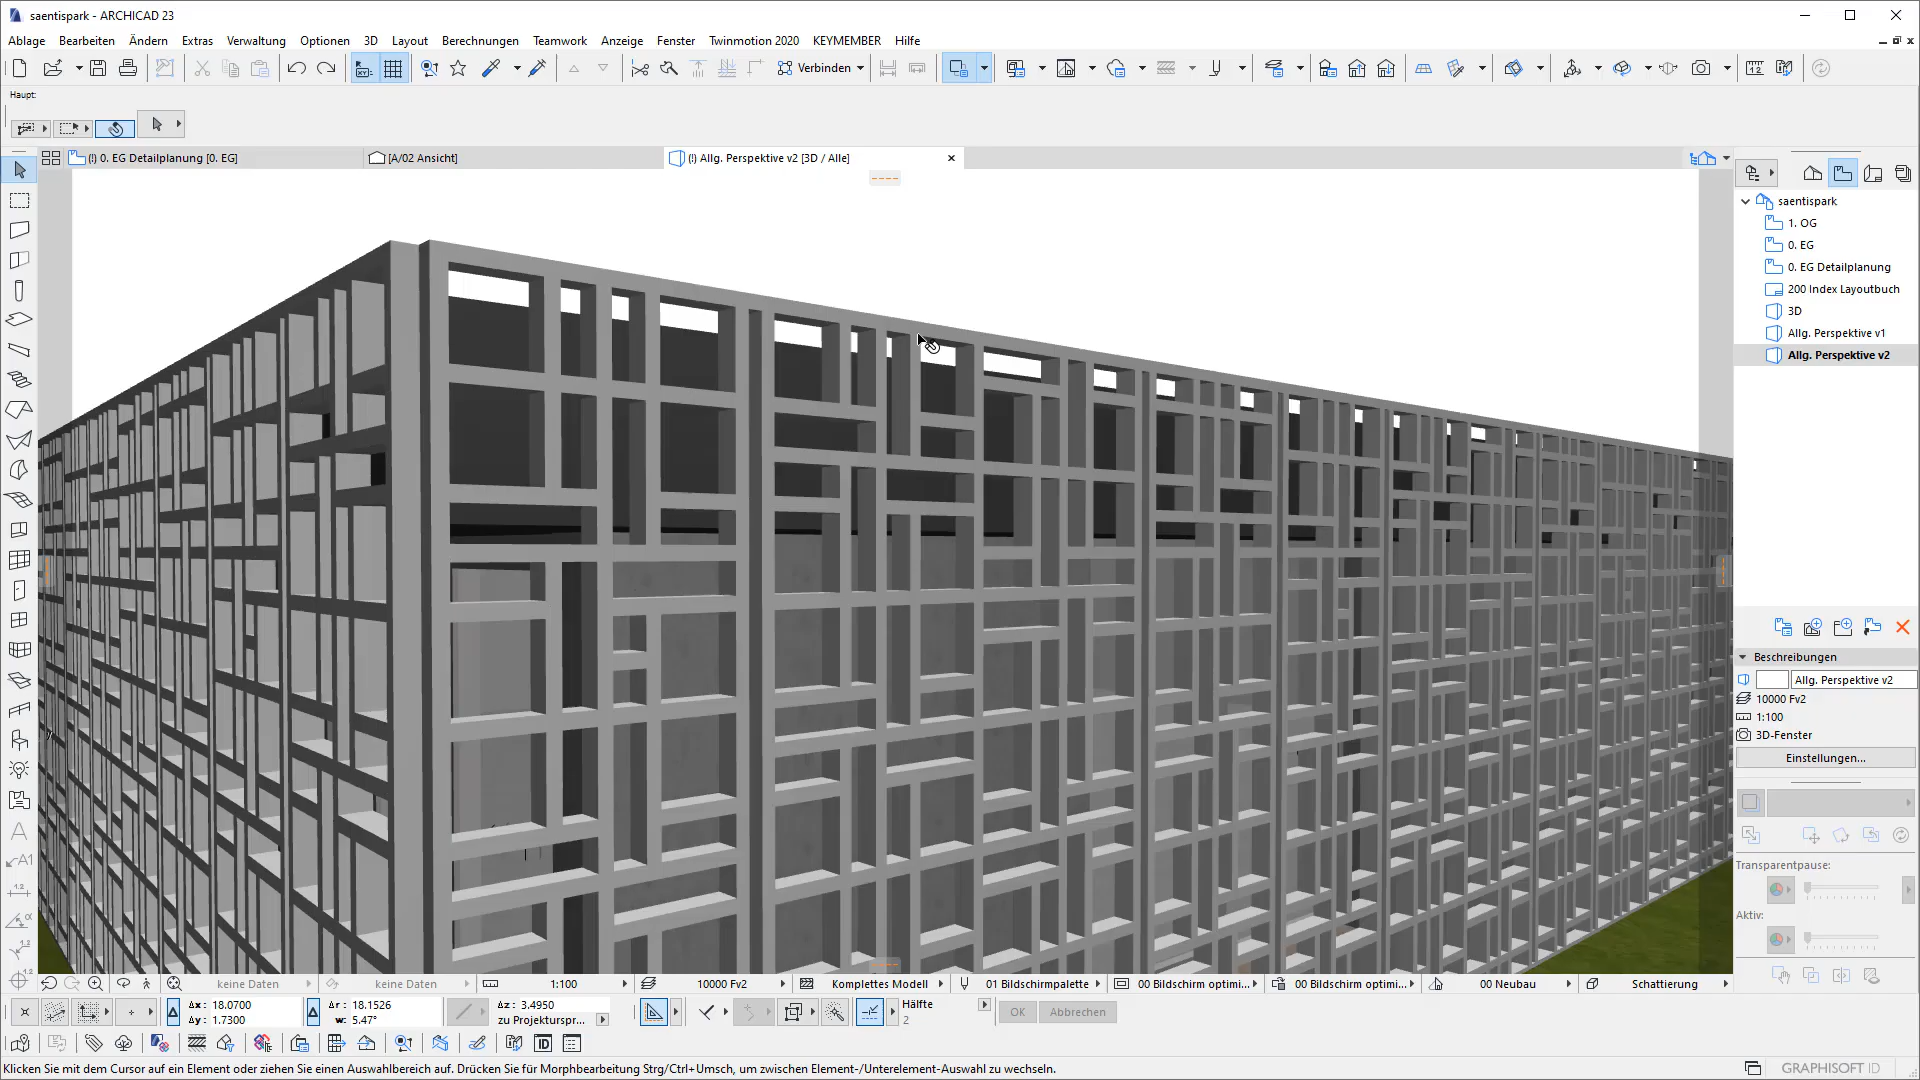 saentispark - ARCHICAD 23
Ablage Bearbeiten Ändern Extras Verwaltung Optionen 3D Layout Berechnungen Teamwork Anzeige Fenster Twinmotion 2020 KEYMEMBER Hilfe
Verbinden
Haupt:
(!) 0. EG Detailplanung [0. EG]
[A/02 Ansicht]
(!) Allg. Perspektive v2 [3D / Alle]
saentispark
1. OG
0. EG
0. EG Detailplanung
200 Index Layoutbuch
3D
Allg. Perspektive v1
Allg. Perspektive v2
Beschreibungen
Allg. Perspektive v2
10000 Fv2
1:100
3D-Fenster
Einstellungen...
Transparentpause:
Aktiv:
keine Daten
keine Daten
1:100
10000 Fv2
Komplettes Modell
01 Bildschirmpalette
00 Bildschirm optimi...
00 Bildschirm optimi...
00 Neubau
Schattierung
Δx: 18.0700
Δy: 1.7300
Δr: 18.1526
w: 5.47°
Δz: 3.4950
zu Projekturspr...
Hälfte
2
OK
Abbrechen
Klicken Sie mit dem Cursor auf ein Element oder ziehen Sie einen Auswahlbereich auf. Drücken Sie für Morphbearbeitung Strg/Ctrl+Umsch, um zwischen Element-/Unterelement-Auswahl zu wechseln.
GRAPHISOFT ID